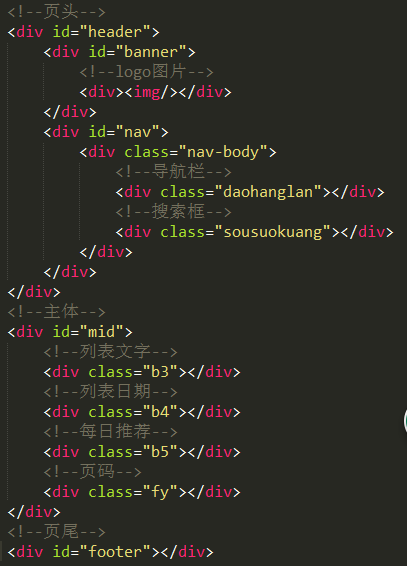 <!--页头-->
<div id="header">
    <div id="banner">
        <!--logo图片-->
        <div><img/></div>
    </div>
    <div id="nav">
        <div class="nav-body">
            <!--导航栏-->
            <div class="daohanglan"></div>
            <!--搜索框-->
            <div class="sousuokuang"></div>
        </div>
    </div>
</div>
<!--主体-->
<div id="mid">
    <!--列表文字-->
    <div class="b3"></div>
    <!--列表日期-->
    <div class="b4"></div>
    <!--每日推荐-->
    <div class="b5"></div>
    <!--页码-->
    <div class="fy"></div>
</div>
<!--页尾-->
<div id="footer"></div>